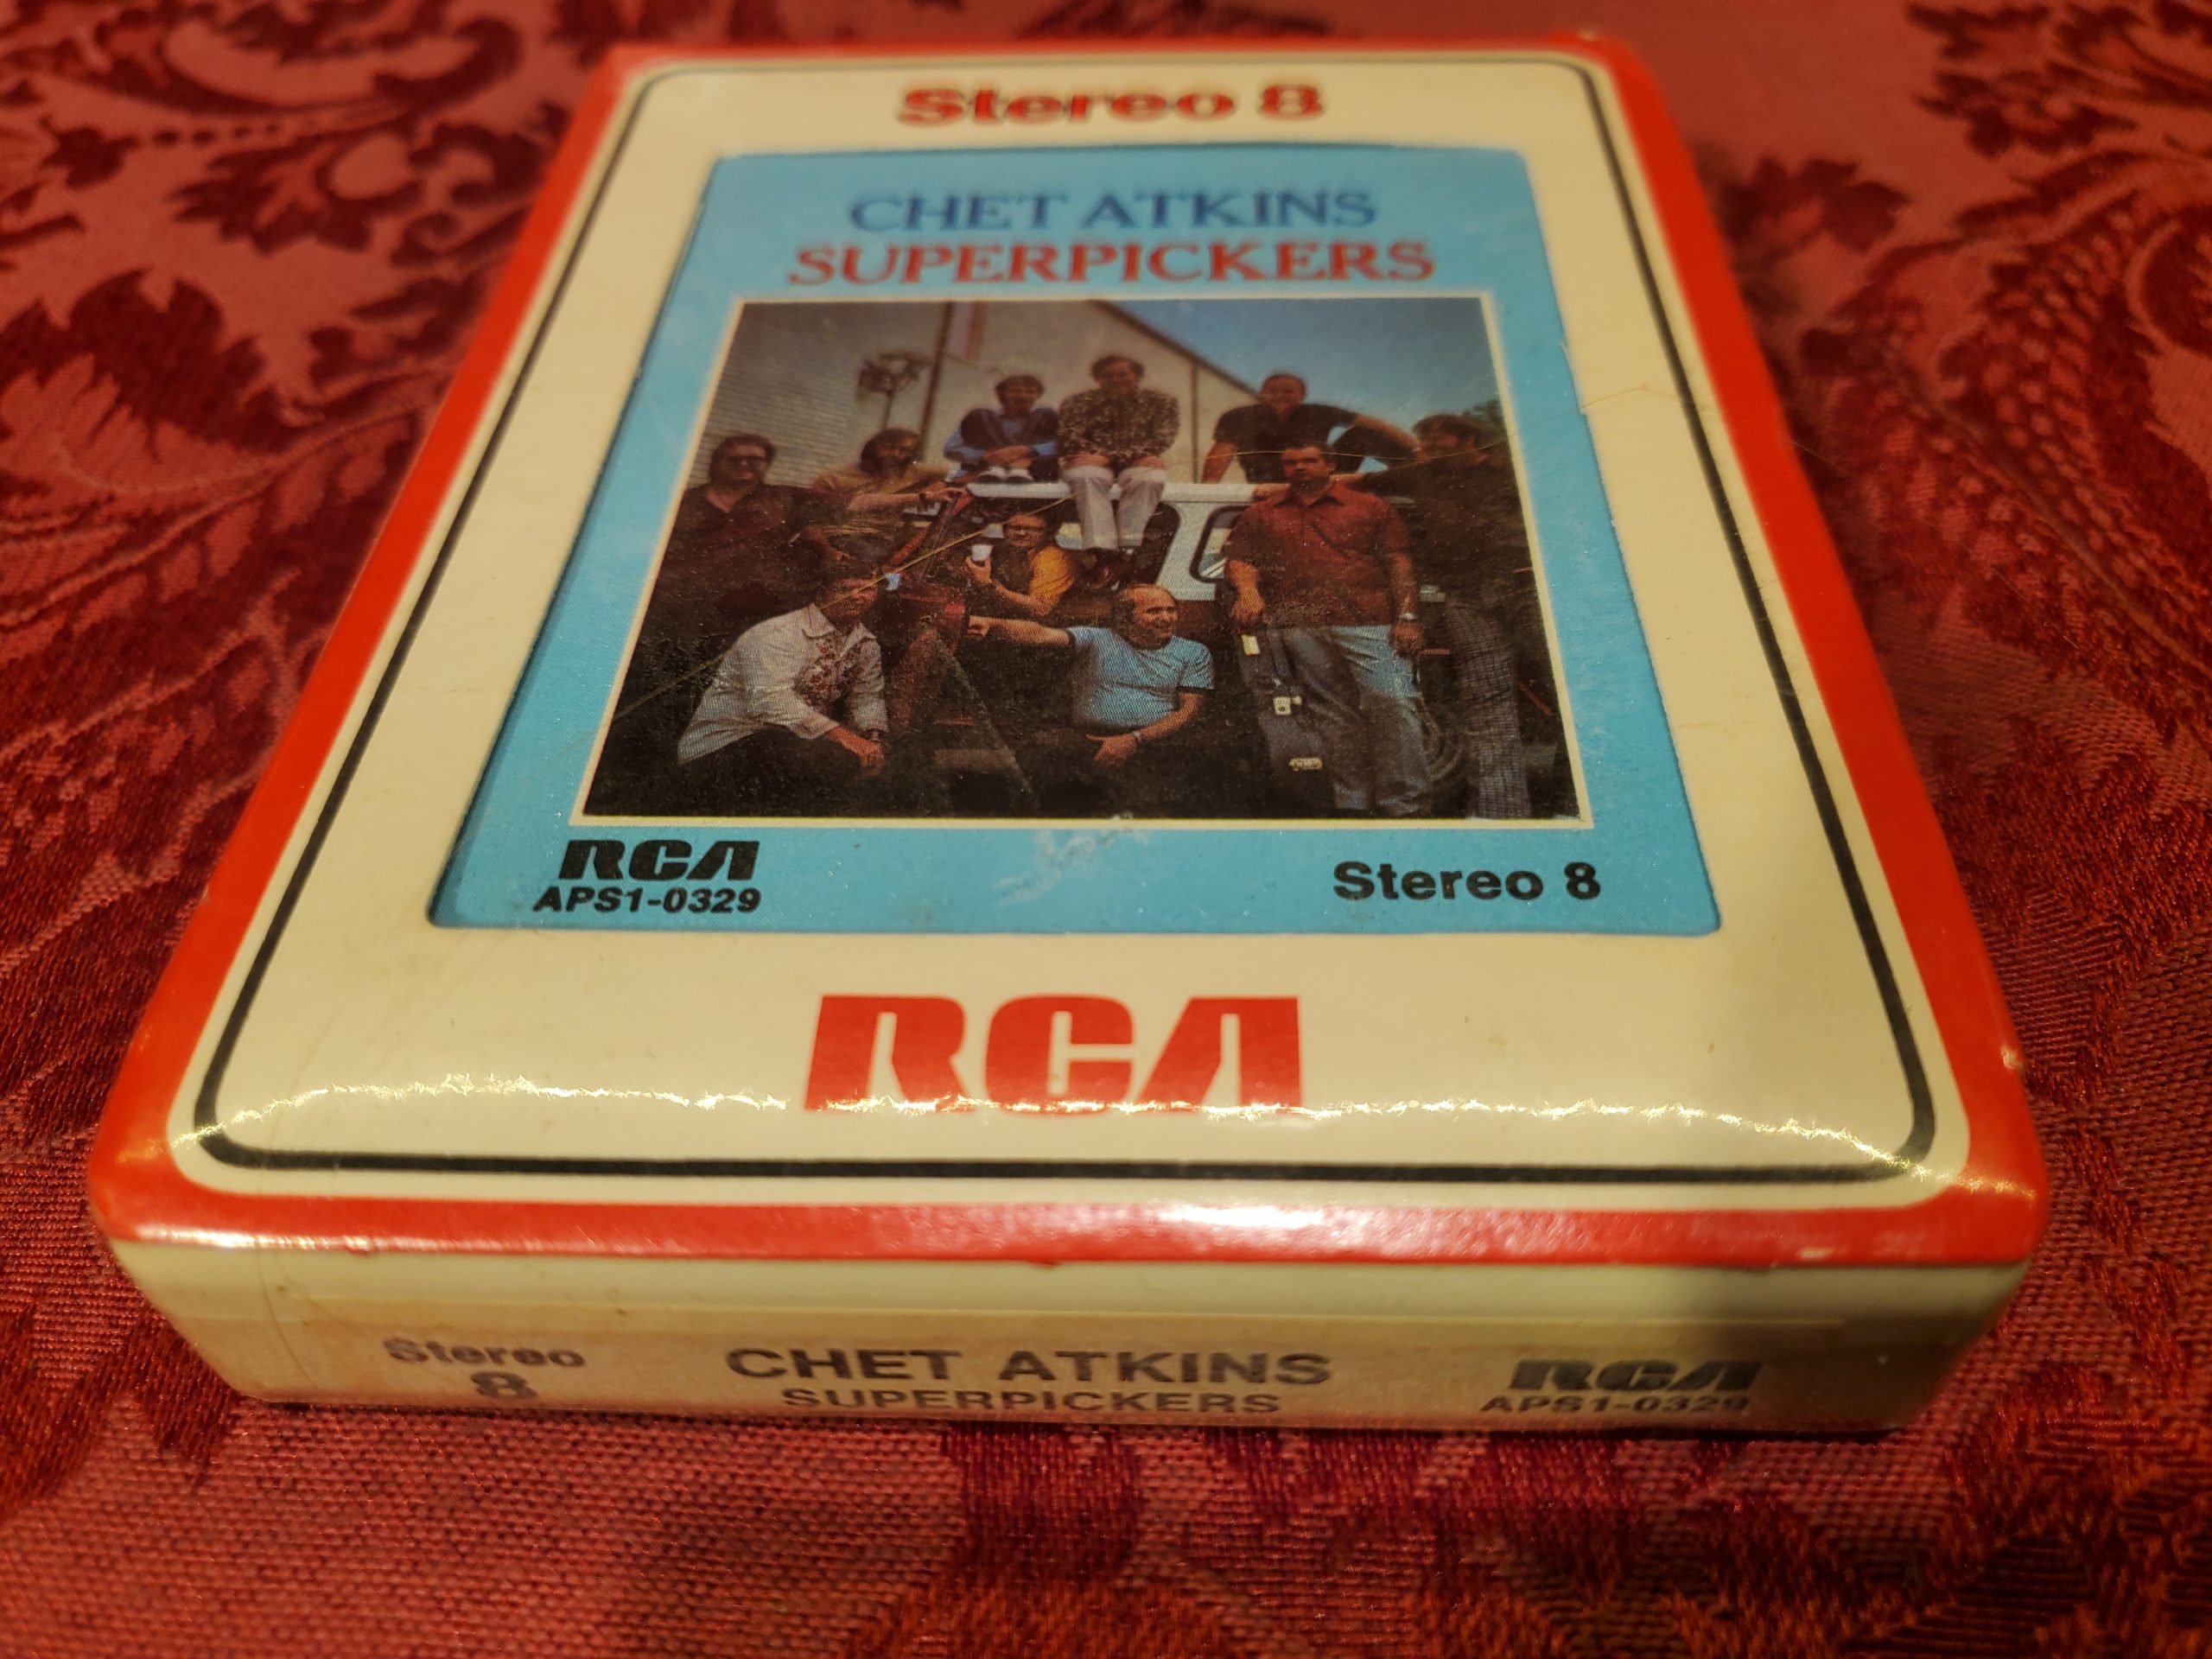 Stereo 8
CHET ATKINS
SUPERPICKERS
RCA
APS1-0329
Stereo 8
RCA
Stereo
8
CHET ATKINS
SUPERPICKERS
RCA
APS1-0329